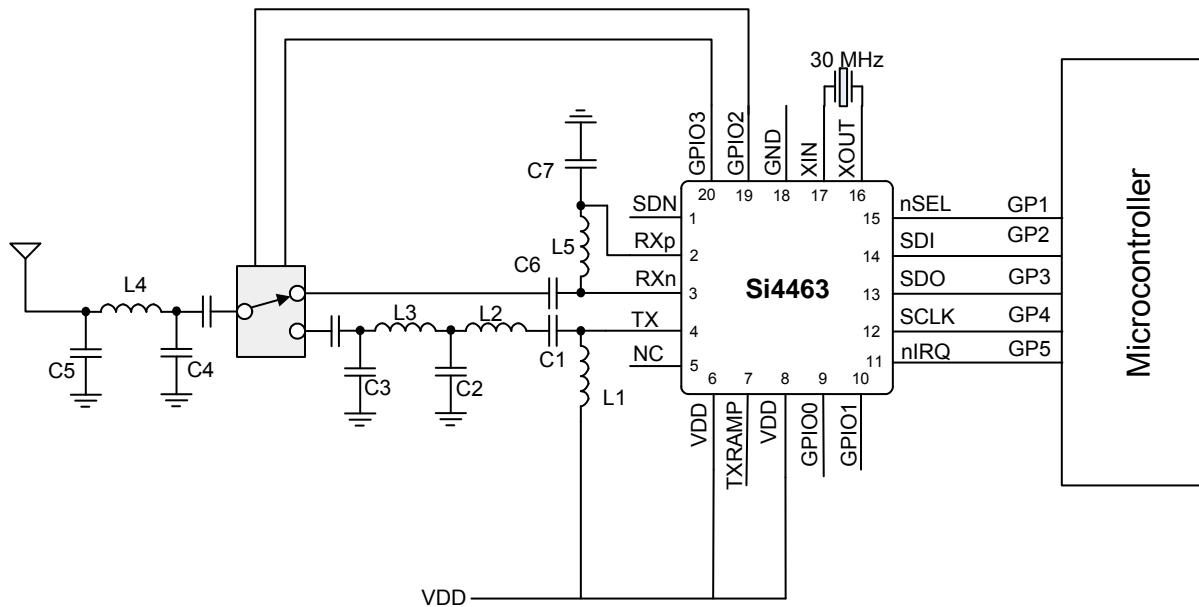 30 MHz
GPIO3
GPIO2
GND
XIN
XOUT
C7
20
19
18
17
16
SDN
1
nSEL
15
GP1
L5
RXp
2
SDI
14
GP2
C6
RXn
3
Si4463
SDO
13
GP3
L4
L3
L2
TX
4
SCLK
12
GP4
C1
NC
5
nIRQ
11
GP5
C5
C4
C3
C2
L1
6
7
8
9
10
VDD
TXRAMP
VDD
GPIO0
GPIO1
Microcontroller
VDD